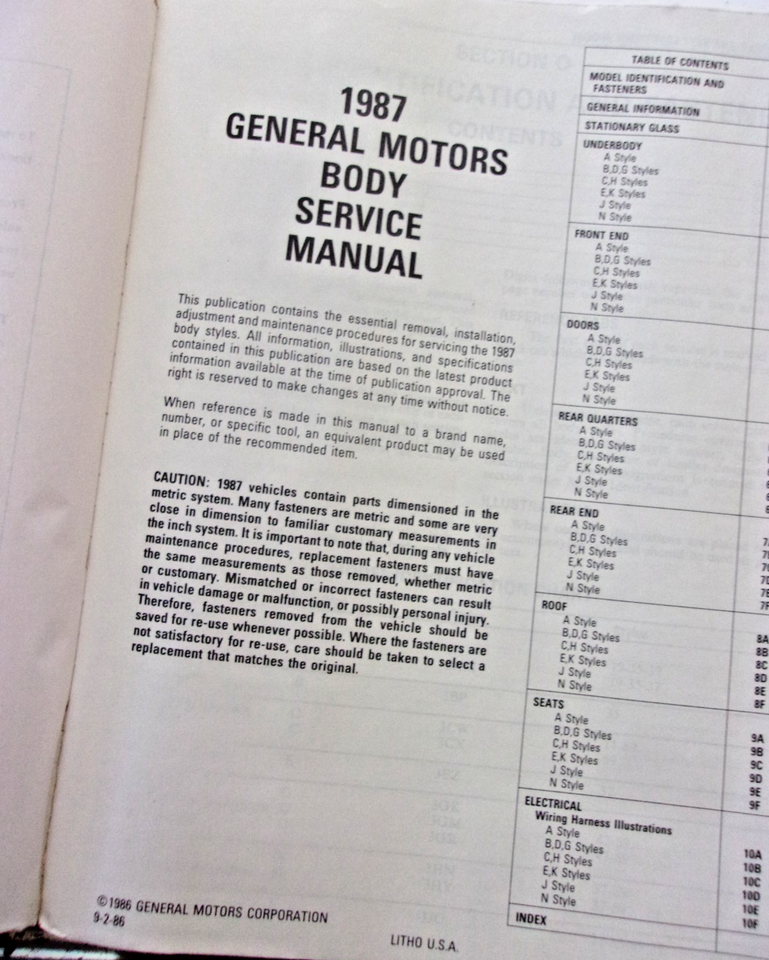 1987
GENERAL MOTORS
BODY
SERVICE
MANUAL
This publication contains the essential removal, installation,
adjustment and maintenance procedures for servicing the 1987
body styles. All information, illustrations, and specifications
contained in this publication are based on the latest product
information available at the time of publication approval. The
right is reserved to make changes at any time without notice.
When reference is made in this manual to a brand name,
number, or specific tool, an equivalent product may be used
in place of the recommended item.
CAUTION: 1987 vehicles contain parts dimensioned in the
metric system. Many fasteners are metric and some are very
close in dimension to familiar customary measurements in
the inch system. It is important to note that, during any vehicle
maintenance procedures, replacement fasteners must have
the same measurements as those removed, whether metric
or customary. Mismatched or incorrect fasteners can result
in vehicle damage or malfunction, or possibly personal injury.
Therefore, fasteners removed from the vehicle should be
saved for re-use whenever possible. Where the fasteners are
not satisfactory for re-use, care should be taken to select a
replacement that matches the original.
©1986 GENERAL MOTORS CORPORATION
9-2-86
LITHO U.S.A.
TABLE OF CONTENTS
MODEL IDENTIFICATION AND
FASTENERS
GENERAL INFORMATION
STATIONARY GLASS
UNDERBODY
A Style
B,D,G Styles
C,H Styles
E,K Styles
J Style
N Style
FRONT END
A Style
B,D,G Styles
C,H Styles
E,K Styles
J Style
N Style
DOORS
A Style
B,D,G Styles
C,H Styles
E,K Styles
J Style
N Style
REAR QUARTERS
A Style
B,D,G Styles
C,H Styles
E,K Styles
J Style
N Style
REAR END
A Style
B,D,G Styles
C,H Styles
E,K Styles
J Style
N Style
ROOF
A Style 8A
B,D,G Styles 8B
C,H Styles 8C
E,K Styles 8D
J Style 8E
N Style 8F
SEATS
A Style 9A
B,D,G Styles 9B
C,H Styles 9C
E,K Styles 9D
J Style 9E
N Style 9F
ELECTRICAL
Wiring Harness Illustrations
A Style 10A
B,D,G Styles 10B
C,H Styles 10C
E,K Styles 10D
J Style 10E
N Style 10F
INDEX